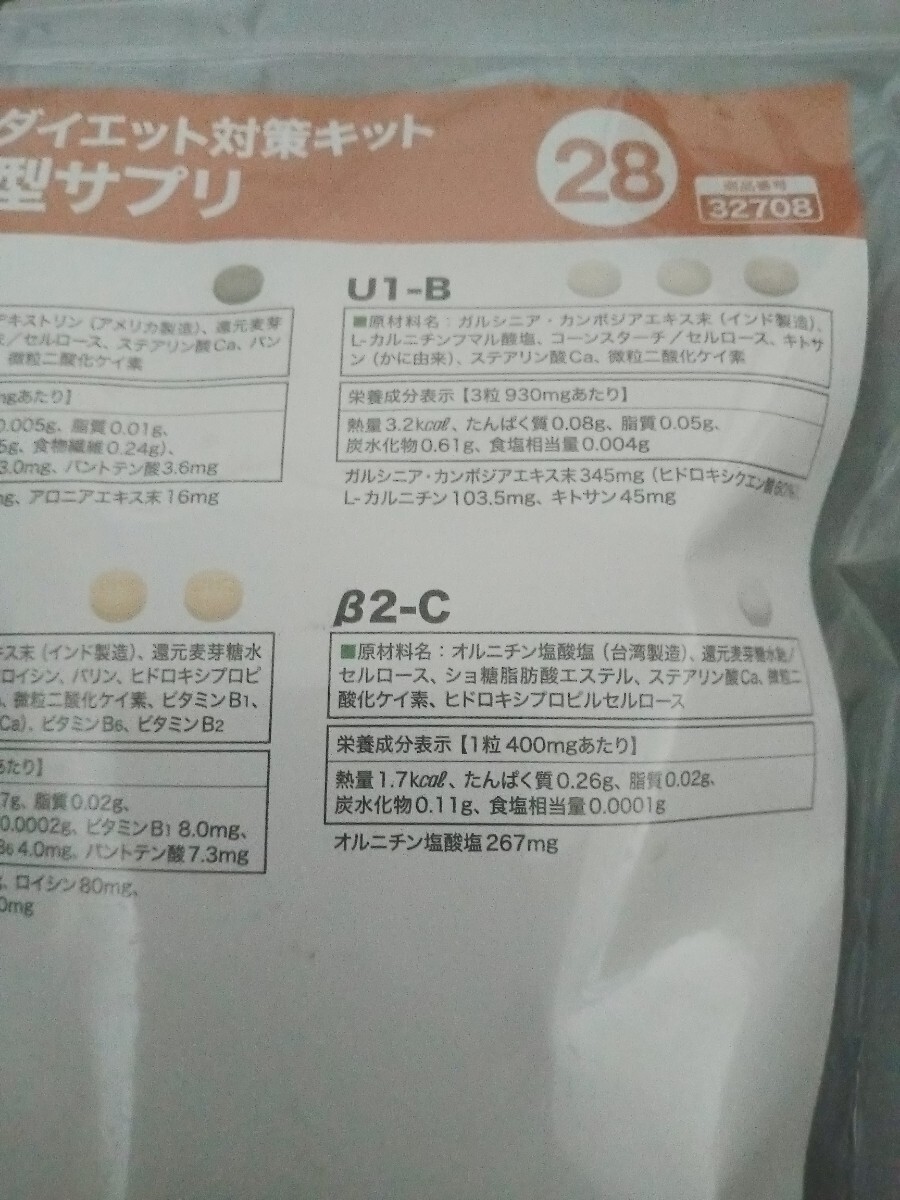 ダイエット対策キット
型サプリ
28
商品番号
32708
デキストリン（アメリカ製造）、還元麦芽
／セルロース、ステアリン酸Ca、パン
微粒二酸化ケイ素
mgあたり】
0.005g、脂質0.01g、
5g、食物繊維0.24g）、
3.0mg、パントテン酸3.6mg
mg、アロニアエキス末16mg
U1-B
■原材料名：ガルシニア・カンボジアエキス末（インド製造）、
L-カルニチンフマル酸塩、コーンスターチ／セルロース、キトサ
ン（かに由来）、ステアリン酸Ca、微粒二酸化ケイ素
栄養成分表示【3粒 930mgあたり】
熱量3.2kcal、たんぱく質0.08g、脂質0.05g、
炭水化物0.61g、食塩相当量0.004g
ガルシニア・カンボジアエキス末345mg（ヒドロキシクエン酸60%）、
L-カルニチン103.5mg、キトサン45mg
キス末（インド製造）、還元麦芽糖水
ロイシン、バリン、ヒドロキシプロピ
、微粒二酸化ケイ素、ビタミンB1、
Ca）、ビタミンB6、ビタミンB2
あたり】
7g、脂質0.02g、
0.0002g、ビタミンB1 8.0mg、
B6 4.0mg、パントテン酸7.3mg
g、ロイシン80mg、
0mg
β2-C
■原材料名：オルニチン塩酸塩（台湾製造）、還元麦芽糖水飴／
セルロース、ショ糖脂肪酸エステル、ステアリン酸Ca、微粒二
酸化ケイ素、ヒドロキシプロピルセルロース
栄養成分表示【1粒 400mgあたり】
熱量1.7kcal、たんぱく質0.26g、脂質0.02g、
炭水化物0.11g、食塩相当量0.0001g
オルニチン塩酸塩267mg